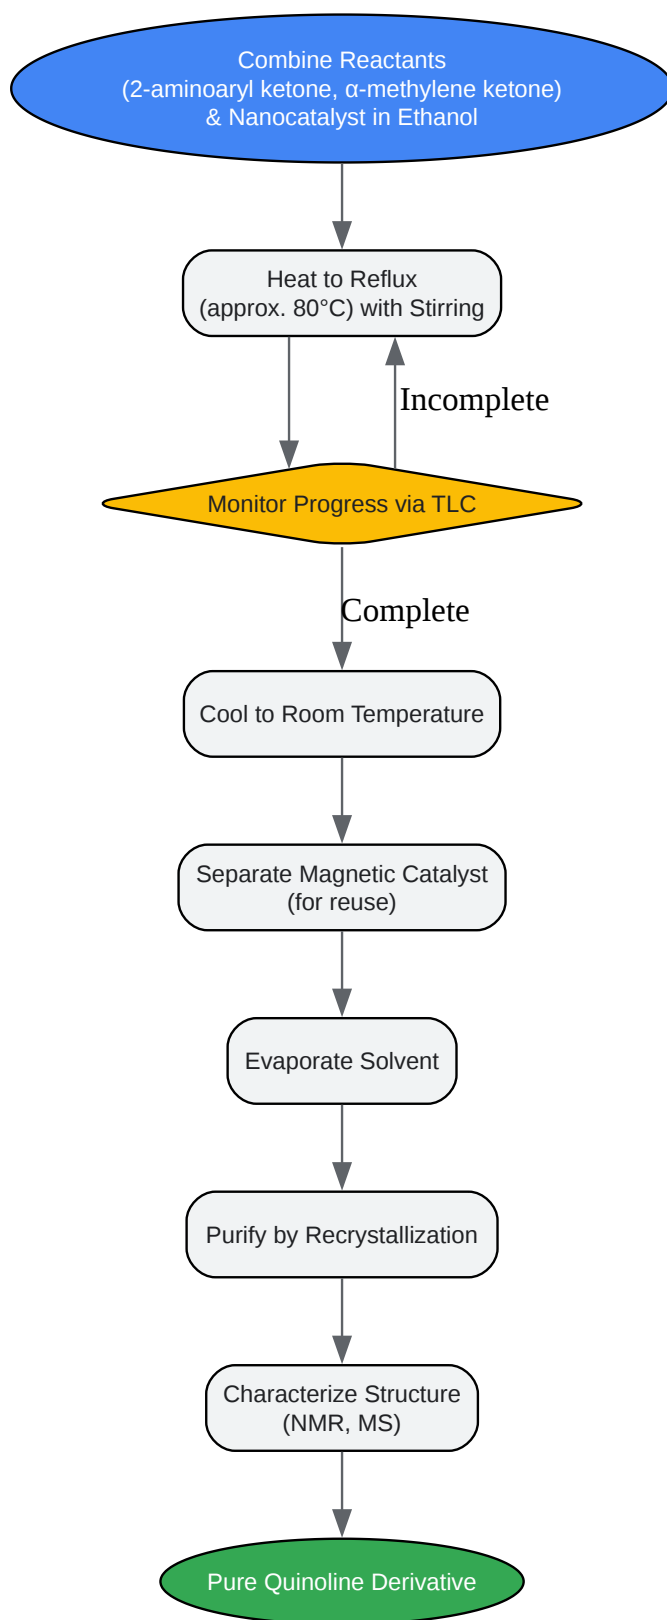 Combine Reactants
(2-aminoaryl ketone, α-methylene ketone)
& Nanocatalyst in Ethanol
Heat to Reflux
(approx. 80°C) with Stirring
Incomplete
Monitor Progress via TLC
Complete
Cool to Room Temperature
Separate Magnetic Catalyst
(for reuse)
Evaporate Solvent
Purify by Recrystallization
Characterize Structure
(NMR, MS)
Pure Quinoline Derivative